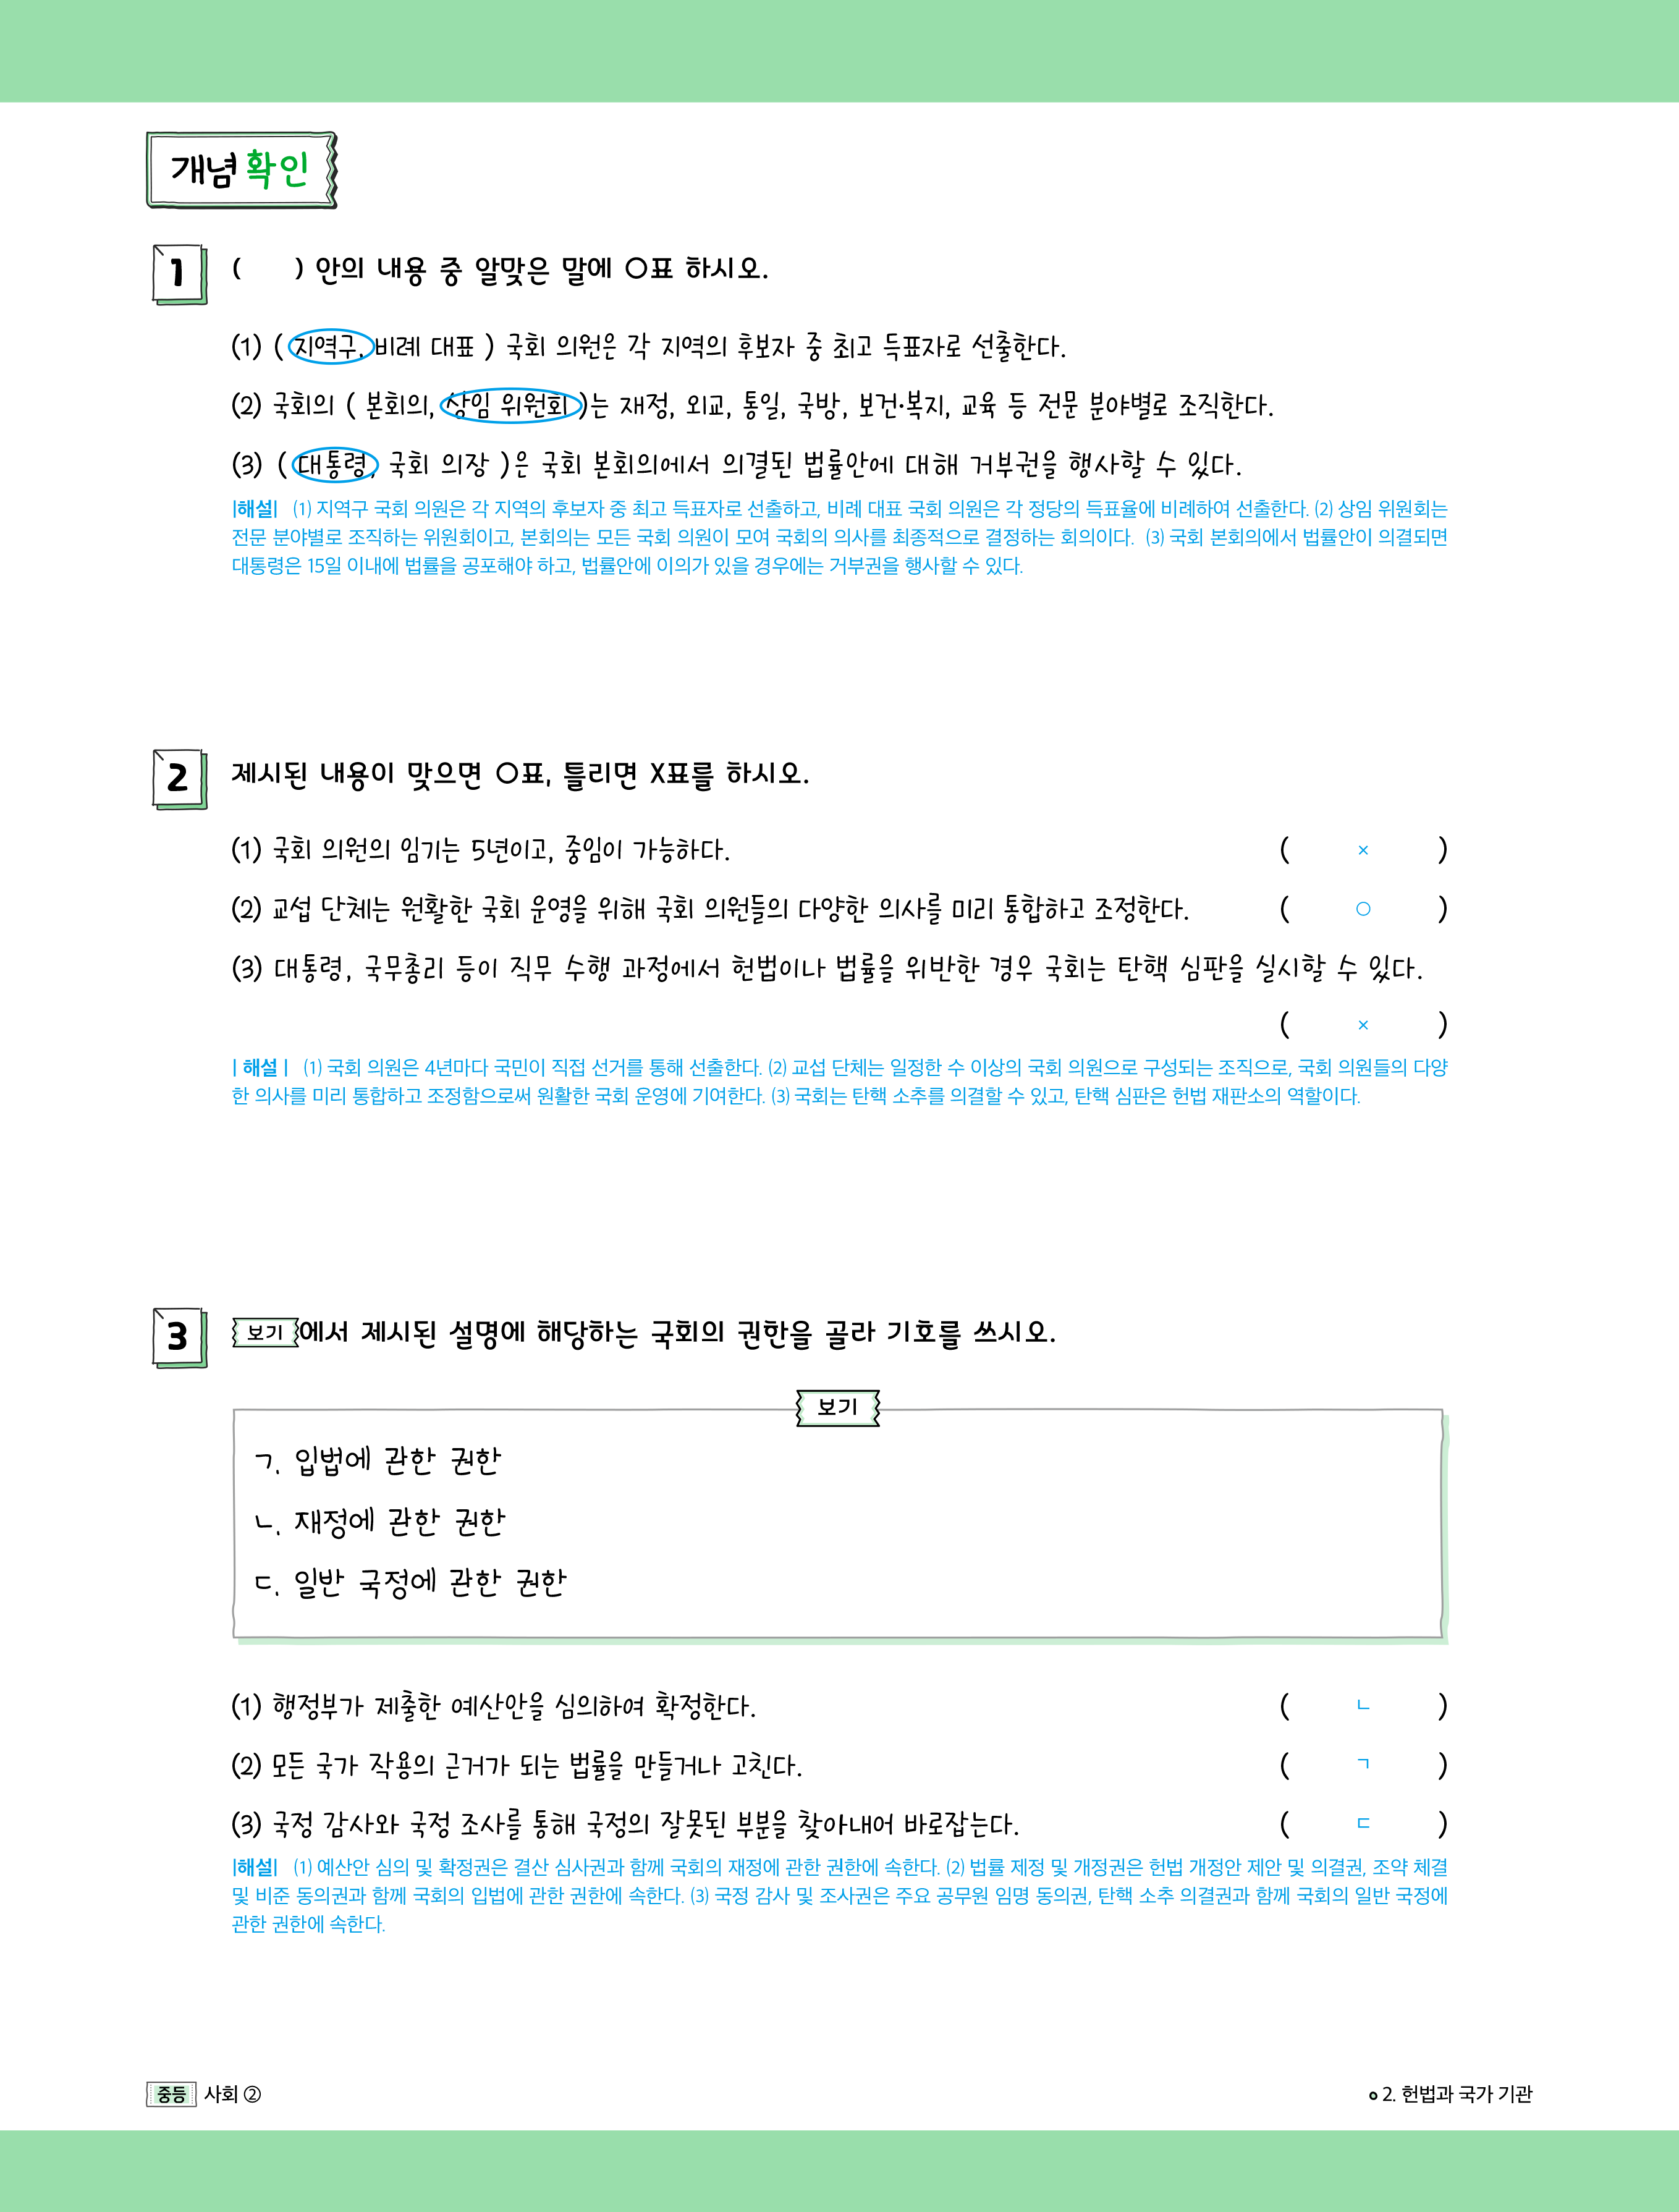 개념 확인
1 (      ) 안의 내용 중 알맞은 말에 ○표 하시오.
(1) ( 지역구, 비례 대표 ) 국회 의원은 각 지역의 후보자 중 최고 득표자로 선출한다.
(2) 국회의 ( 본회의, 상임 위원회 )는 재정, 외교, 통일, 국방, 보건·복지, 교육 등 전문 분야별로 조직한다.
(3) ( 대통령, 국회 의장 )은 국회 본회의에서 의결된 법률안에 대해 거부권을 행사할 수 있다.
|해설| (1) 지역구 국회 의원은 각 지역의 후보자 중 최고 득표자로 선출하고, 비례 대표 국회 의원은 각 정당의 득표율에 비례하여 선출한다. (2) 상임 위원회는
전문 분야별로 조직하는 위원회이고, 본회의는 모든 국회 의원이 모여 국회의 의사를 최종적으로 결정하는 회의이다. (3) 국회 본회의에서 법률안이 의결되면
대통령은 15일 이내에 법률을 공포해야 하고, 법률안에 이의가 있을 경우에는 거부권을 행사할 수 있다.
2 제시된 내용이 맞으면 ○표, 틀리면 X표를 하시오.
(1) 국회 의원의 임기는 5년이고, 중임이 가능하다. ( × )
(2) 교섭 단체는 원활한 국회 운영을 위해 국회 의원들의 다양한 의사를 미리 통합하고 조정한다. ( ○ )
(3) 대통령, 국무총리 등이 직무 수행 과정에서 헌법이나 법률을 위반한 경우 국회는 탄핵 심판을 실시할 수 있다.
( × )
| 해설 | (1) 국회 의원은 4년마다 국민이 직접 선거를 통해 선출한다. (2) 교섭 단체는 일정한 수 이상의 국회 의원으로 구성되는 조직으로, 국회 의원들의 다양
한 의사를 미리 통합하고 조정함으로써 원활한 국회 운영에 기여한다. (3) 국회는 탄핵 소추를 의결할 수 있고, 탄핵 심판은 헌법 재판소의 역할이다.
3 보기에서 제시된 설명에 해당하는 국회의 권한을 골라 기호를 쓰시오.
보기
ㄱ. 입법에 관한 권한
ㄴ. 재정에 관한 권한
ㄷ. 일반 국정에 관한 권한
(1) 행정부가 제출한 예산안을 심의하여 확정한다. ( ㄴ )
(2) 모든 국가 작용의 근거가 되는 법률을 만들거나 고친다. ( ㄱ )
(3) 국정 감사와 국정 조사를 통해 국정의 잘못된 부분을 찾아내어 바로잡는다. ( ㄷ )
|해설| (1) 예산안 심의 및 확정권은 결산 심사권과 함께 국회의 재정에 관한 권한에 속한다. (2) 법률 제정 및 개정권은 헌법 개정안 제안 및 의결권, 조약 체결
및 비준 동의권과 함께 국회의 입법에 관한 권한에 속한다. (3) 국정 감사 및 조사권은 주요 공무원 임명 동의권, 탄핵 소추 의결권과 함께 국회의 일반 국정에
관한 권한에 속한다.
중등 사회 ②
2. 헌법과 국가 기관